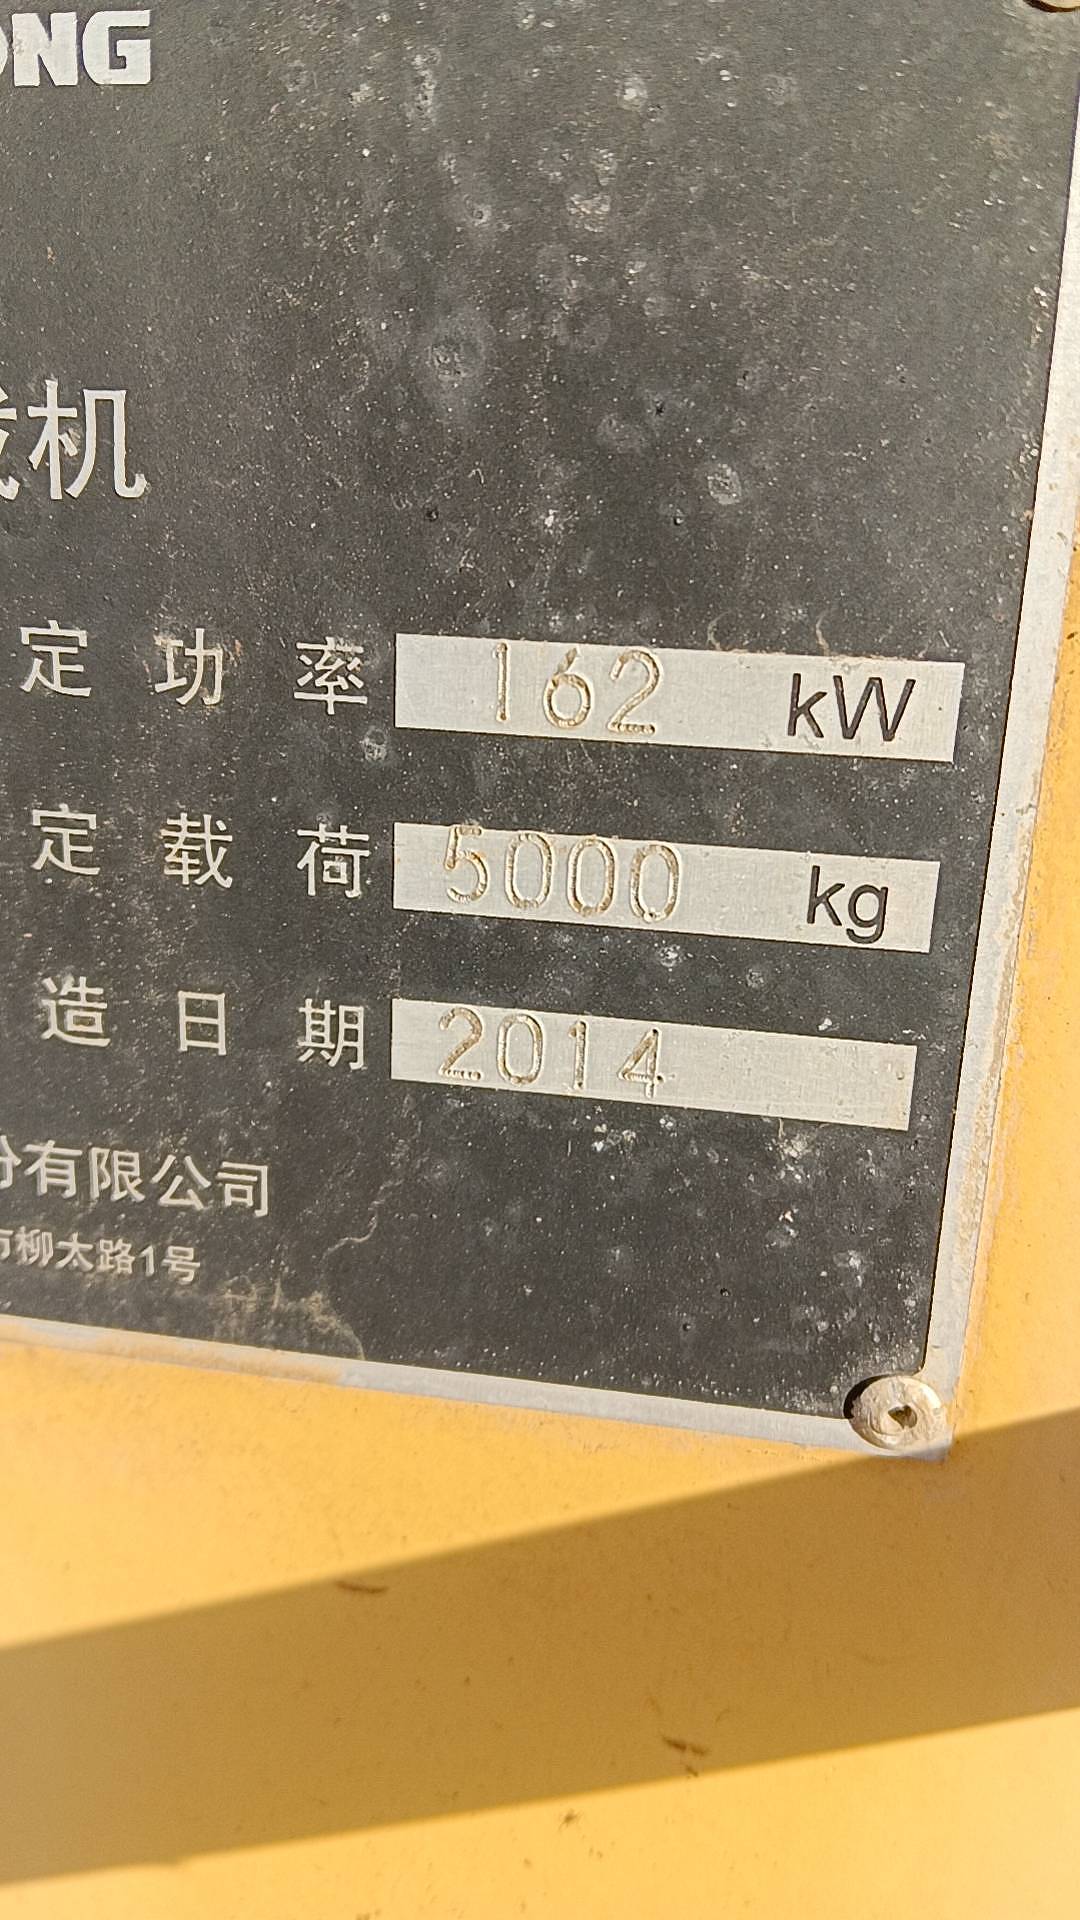 ONG
载机
定功率 162 kW
定载荷 5000 kg
造日期 2014
份有限公司
市柳太路1号